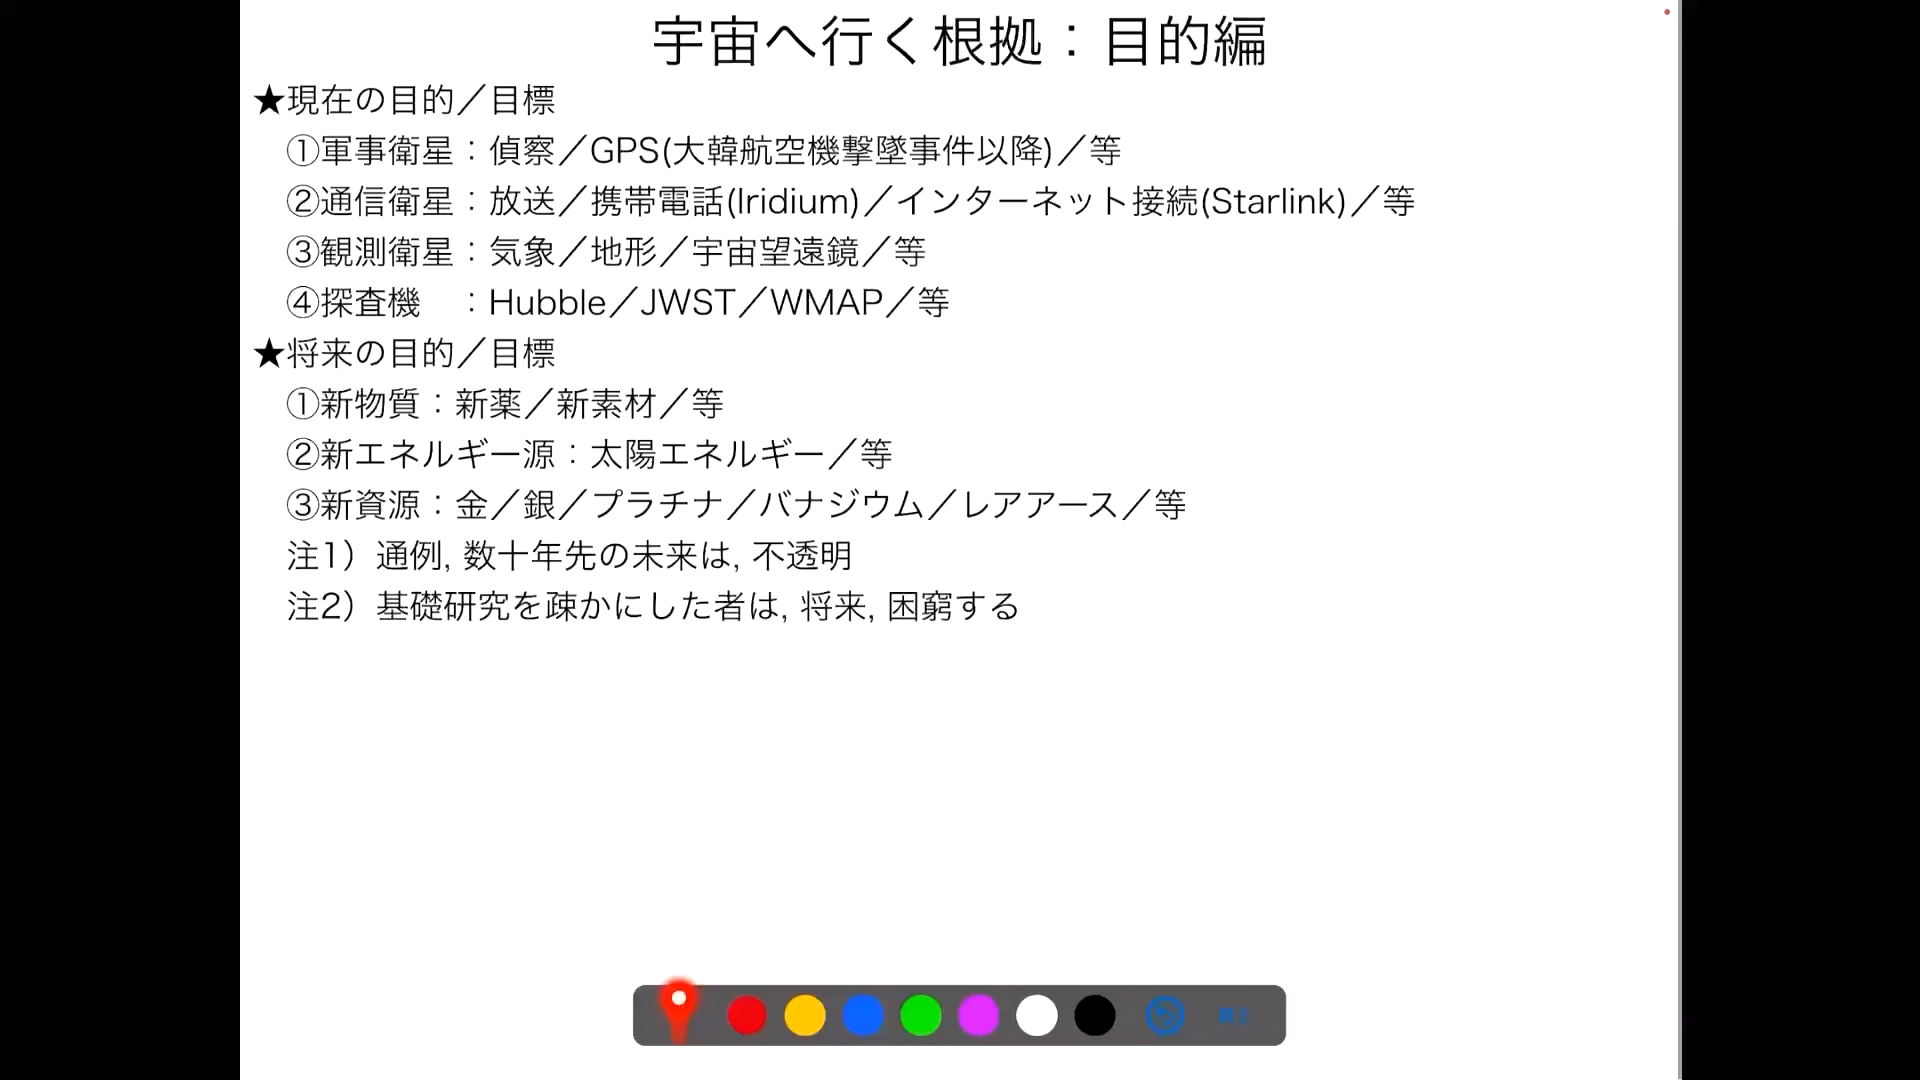 宇宙へ行く根拠：目的編
★現在の目的／目標
①軍事衛星：偵察／GPS(大韓航空機撃墜事件以降)／等
②通信衛星：放送／携帯電話(Iridium)／インターネット接続(Starlink)／等
③観測衛星：気象／地形／宇宙望遠鏡／等
④探査機　：Hubble／JWST／WMAP／等
★将来の目的／目標
①新物質：新薬／新素材／等
②新エネルギー源：太陽エネルギー／等
③新資源：金／銀／プラチナ／バナジウム／レアアース／等
注1）通例, 数十年先の未来は, 不透明
注2）基礎研究を疎かにした者は, 将来, 困窮する